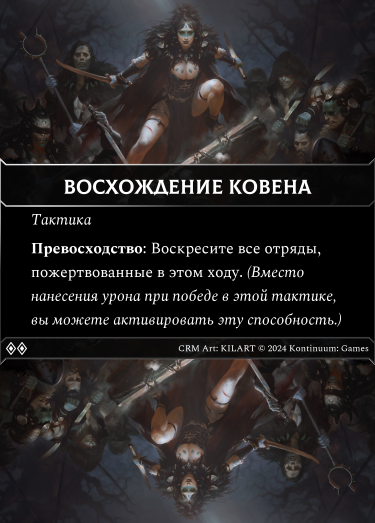 ВОСХОЖДЕНИЕ КОВЕНА
Тактика
Превосходство: Воскресите все отряды,
пожертвованные в этом ходу. (Вместо
нанесения урона при победе в этой тактике,
вы можете активировать эту способность.)
CRM Art: KILART © 2024 Kontinuum: Games